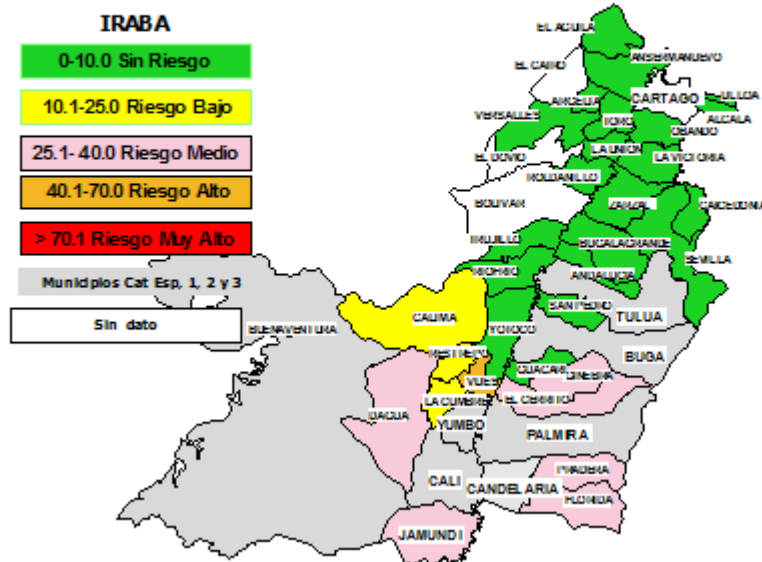 IRABA
0-10.0 Sin Riesgo
10.1-25.0 Riesgo Bajo
25.1- 40.0 Riesgo Medio
40.1-70.0 Riesgo Alto
> 70.1 Riesgo Muy Alto
Municipios Cat Esp, 1, 2 y 3
Sin dato
EL AGUILA
ANSERMANUEVO
EL CAIRO
CARTAGO
ULLOA
ALCALA
ARGELIA
VERSALLES
TORO
OBANDO
LA UNION
LA VICTORIA
EL DOVIO
ROLDANILLO
BOLIVAR
ZARZAL
CAICEDONIA
TRUJILLO
BUGALAGRANDE
SEVILLA
RIOFRIO
ANDALUCIA
SAN PEDRO
TULUA
CALIMA
BUENAVENTURA
YOTOCO
BUGA
RESTREPO
GUACARI
GINEBRA
VIJES
EL CERRITO
LA CUMBRE
DAGUA
YUMBO
PALMIRA
PRADERA
CALI
CANDELARIA
FLORIDA
JAMUNDI